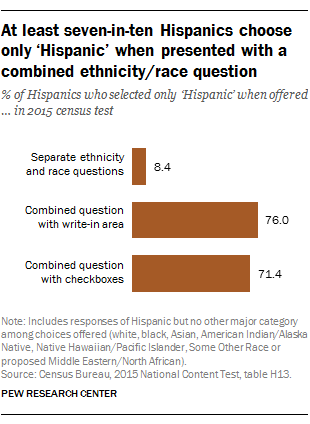 At least seven-in-ten Hispanics choose
only ‘Hispanic’ when presented with a
combined ethnicity/race question
% of Hispanics who selected only ‘Hispanic’ when offered
... in 2015 census test
Separate ethnicity
and race questions
8.4
Combined question
with write-in area
76.0
Combined question
with checkboxes
71.4
Note: Includes responses of Hispanic but no other major category
among choices offered (white, black, Asian, American Indian/Alaska
Native, Native Hawaiian/Pacific Islander, Some Other Race or
proposed Middle Eastern/North African).
Source: Census Bureau, 2015 National Content Test, table H13.
PEW RESEARCH CENTER